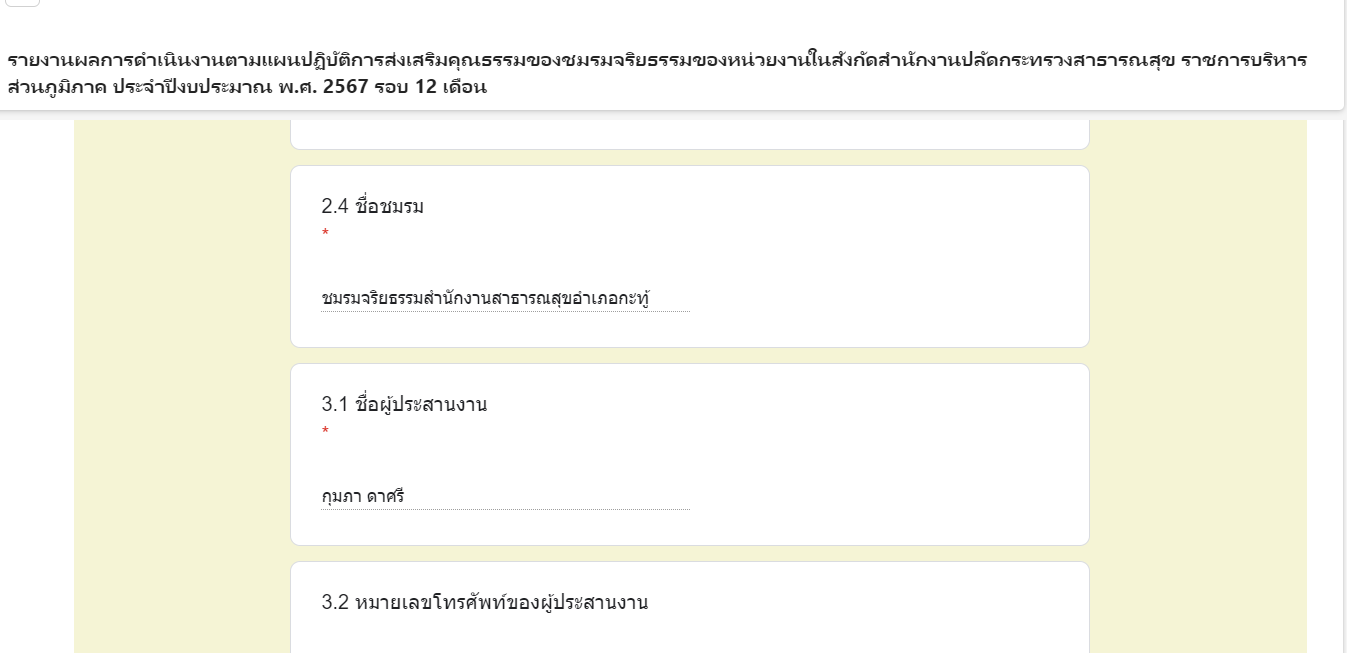 รายงานผลการดำเนินงานตามแผนปฏิบัติการส่งเสริมคุณธรรมของชมรมจริยธรรมของหน่วยงานในสังกัดสำนักงานปลัดกระทรวงสาธารณสุข ราชการบริหาร
ส่วนภูมิภาค ประจำปีงบประมาณ พ.ศ. 2567 รอบ 12 เดือน
2.4 ชื่อชมรม
*
ชมรมจริยธรรมสำนักงานสาธารณสุขอำเภอกะทู้
3.1 ชื่อผู้ประสานงาน
*
กุมภา ดาศรี
3.2 หมายเลขโทรศัพท์ของผู้ประสานงาน